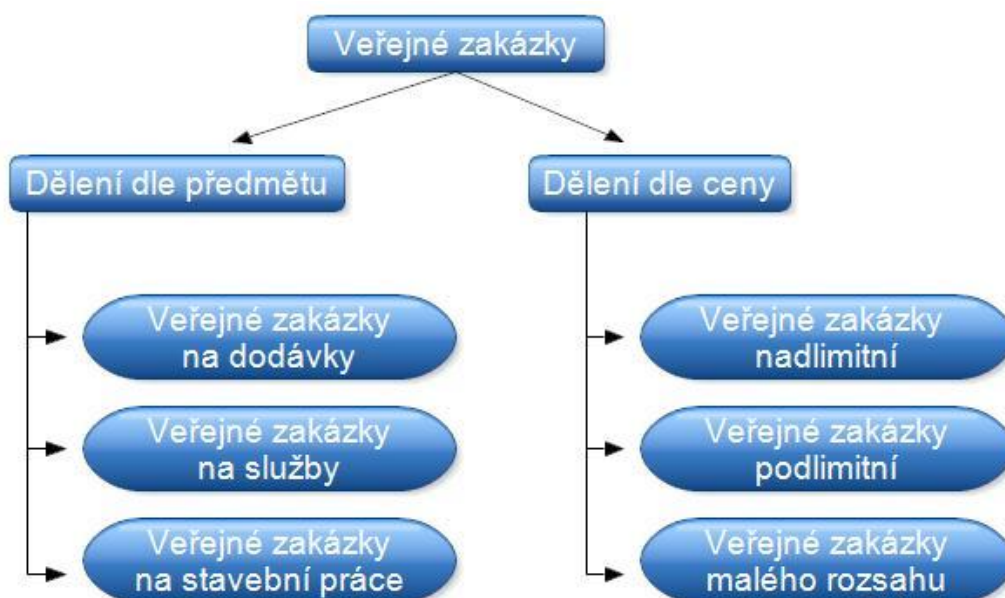 Veřejné zakázky
Dělení dle předmětu
Veřejné zakázky
na dodávky
Veřejné zakázky
na služby
Veřejné zakázky
na stavební práce
Dělení dle ceny
Veřejné zakázky
nadlimitní
Veřejné zakázky
podlimitní
Veřejné zakázky
malého rozsahu